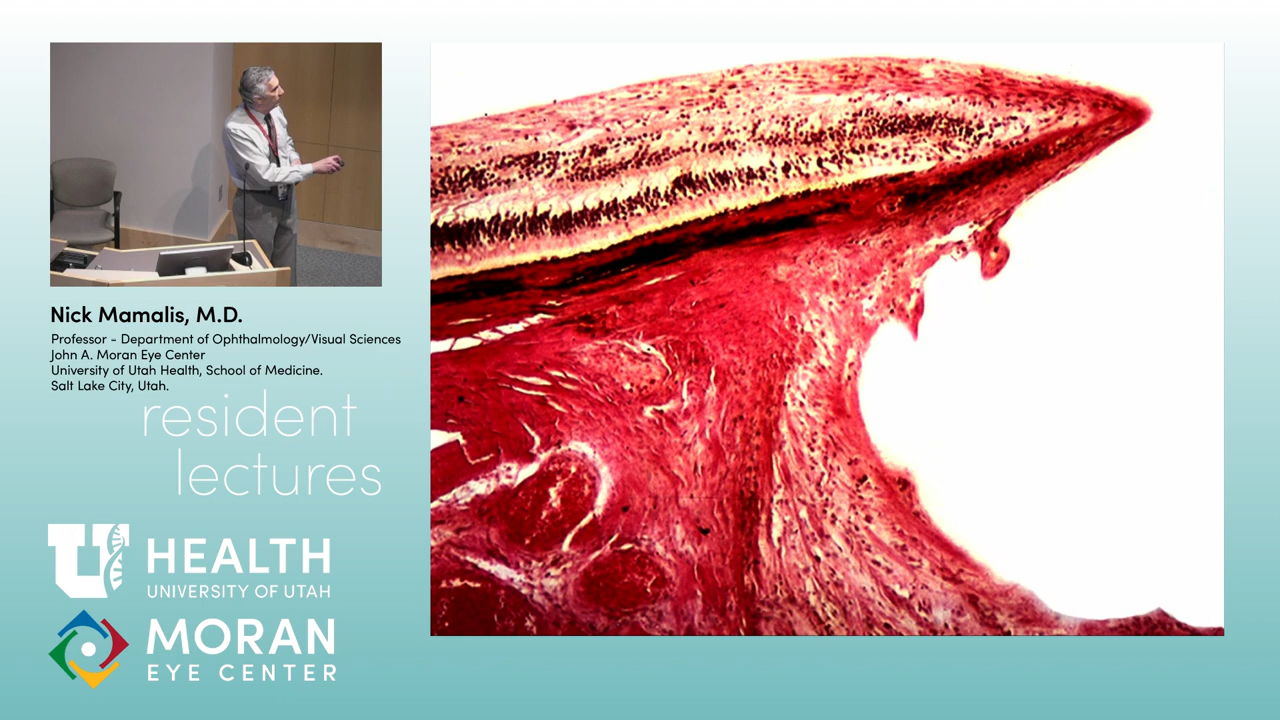 Nick Mamalis, M.D.
Professor - Department of Ophthalmology/Visual Sciences
John A. Moran Eye Center
University of Utah Health, School of Medicine.
Salt Lake City, Utah.
resident
lectures
U HEALTH
UNIVERSITY OF UTAH
MORAN
EYE CENTER